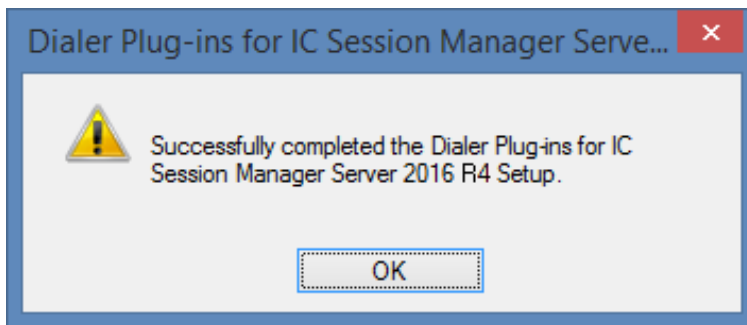 Dialer Plug-ins for IC Session Manager Serve...
Successfully completed the Dialer Plug-ins for IC
Session Manager Server 2016 R4 Setup.
OK